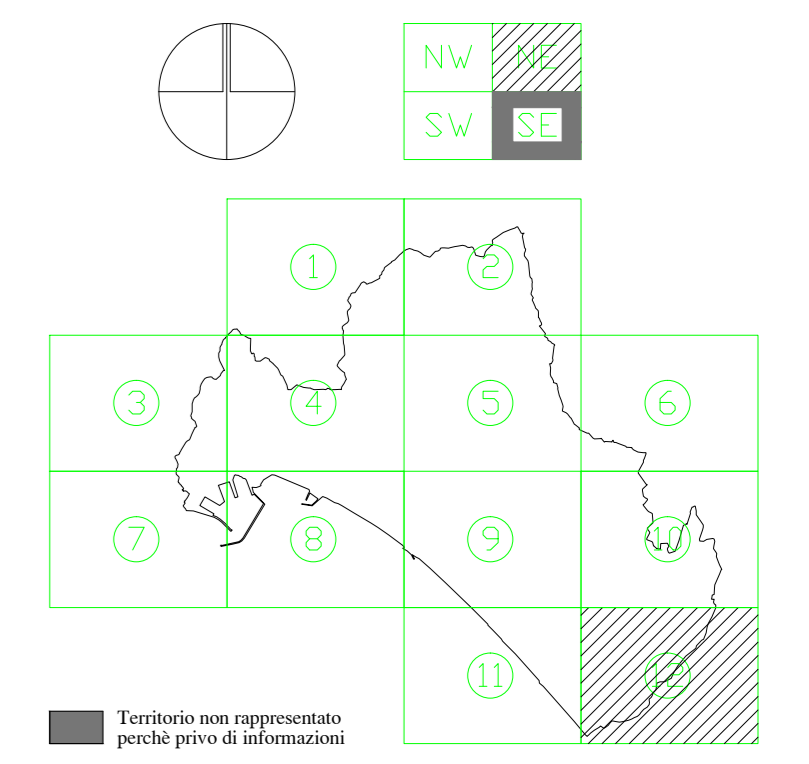 NW NE
SW SE
1 2
3 4 5 6
7 8 9 10
11 12
Territorio non rappresentato
perchè privo di informazioni